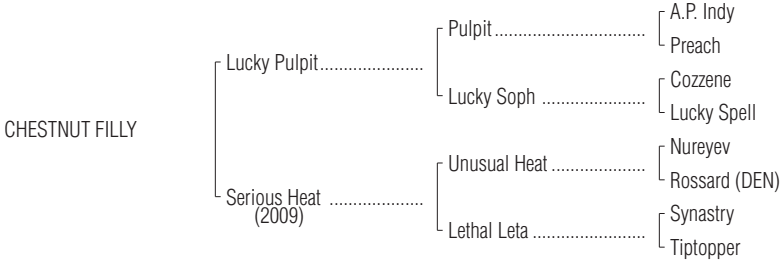 A.P. Indy
Pulpit
Preach
Lucky Pulpit
Cozzene
Lucky Soph
Lucky Spell
CHESTNUT FILLY
Nureyev
Unusual Heat
Rossard (DEN)
Serious Heat
(2009)
Synastry
Lethal Leta
Tiptopper